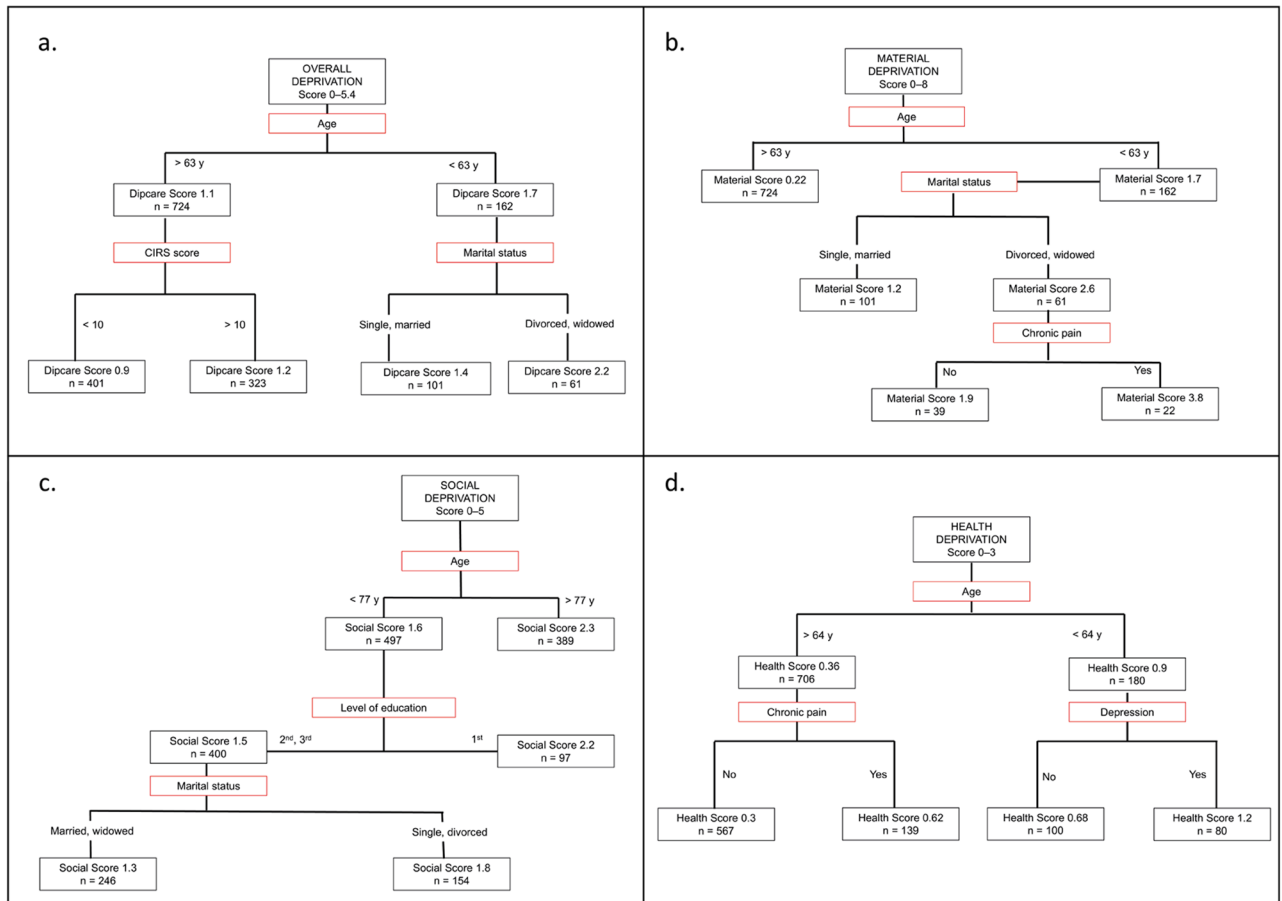 a.
OVERALL
DEPRIVATION
Score 0–5.4
Age
> 63 y
< 63 y
Dipcare Score 1.1
n = 724
Dipcare Score 1.7
n = 162
CIRS score
Marital status
< 10
> 10
Single, married
Divorced, widowed
Dipcare Score 0.9
n = 401
Dipcare Score 1.2
n = 323
Dipcare Score 1.4
n = 101
Dipcare Score 2.2
n = 61
b.
MATERIAL
DEPRIVATION
Score 0–8
Age
> 63 y
< 63 y
Material Score 0.22
n = 724
Marital status
Material Score 1.7
n = 162
Single, married
Divorced, widowed
Material Score 1.2
n = 101
Material Score 2.6
n = 61
Chronic pain
No
Yes
Material Score 1.9
n = 39
Material Score 3.8
n = 22
c.
SOCIAL
DEPRIVATION
Score 0–5
Age
< 77 y
> 77 y
Social Score 1.6
n = 497
Social Score 2.3
n = 389
Level of education
2nd, 3rd
1st
Social Score 1.5
n = 400
Social Score 2.2
n = 97
Marital status
Married, widowed
Single, divorced
Social Score 1.3
n = 246
Social Score 1.8
n = 154
d.
HEALTH
DEPRIVATION
Score 0–3
Age
> 64 y
< 64 y
Health Score 0.36
n = 706
Health Score 0.9
n = 180
Chronic pain
Depression
No
Yes
No
Yes
Health Score 0.3
n = 567
Health Score 0.62
n = 139
Health Score 0.68
n = 100
Health Score 1.2
n = 80